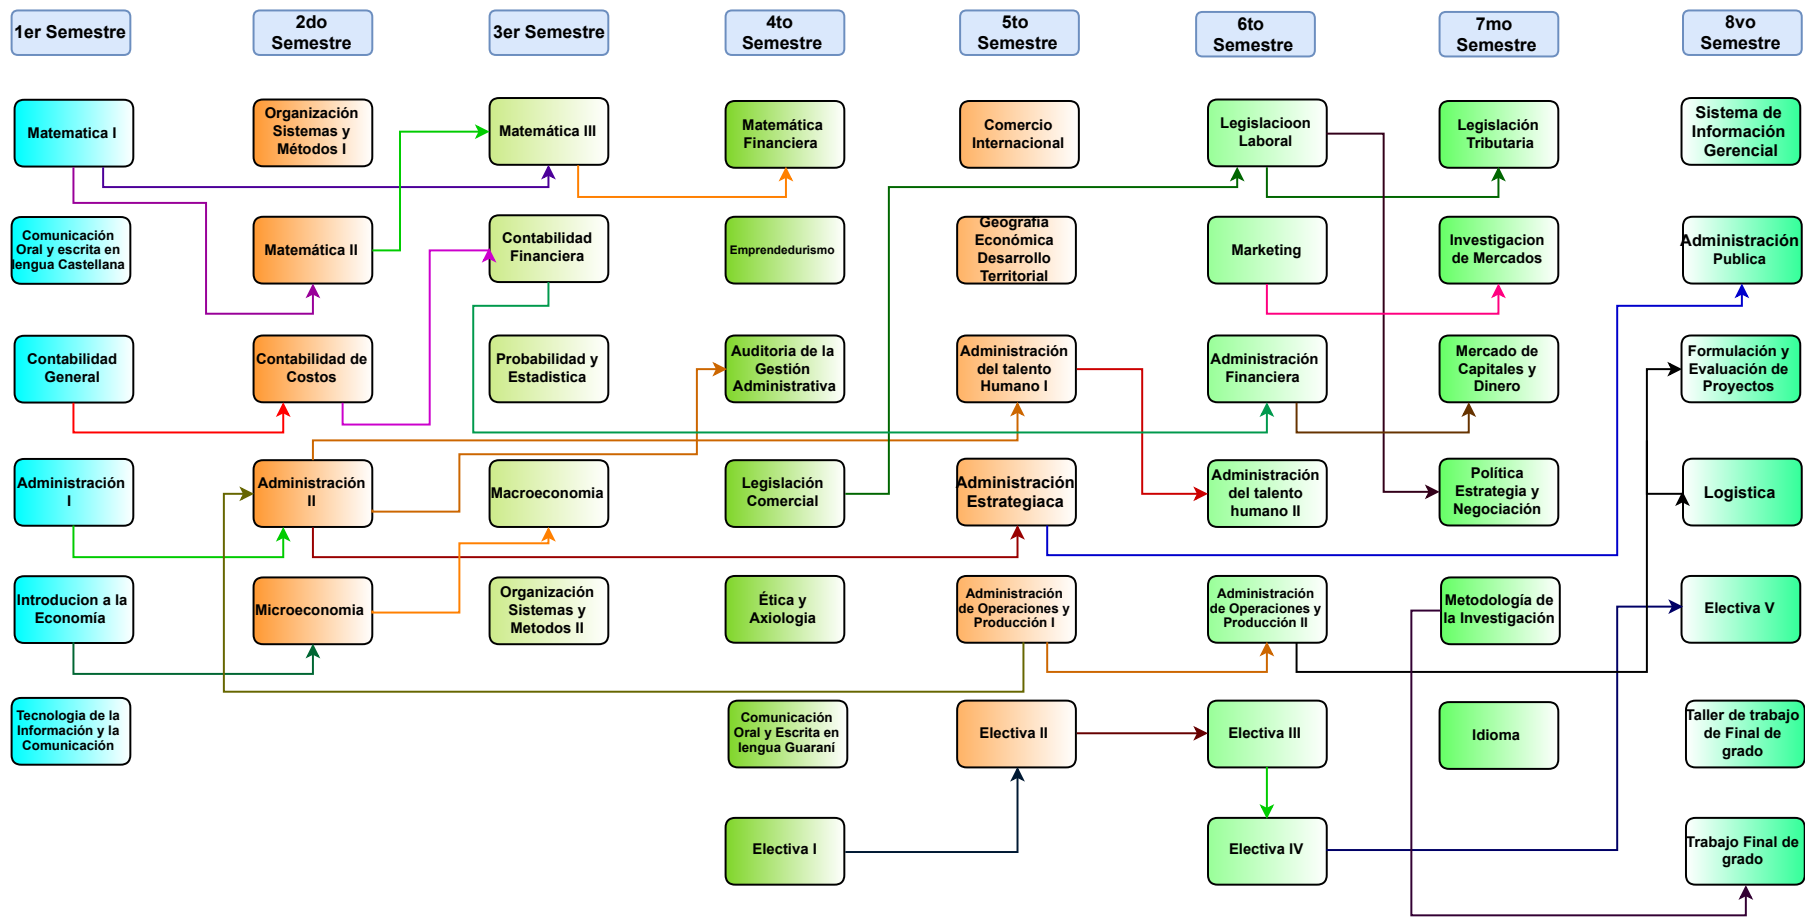 1er Semestre
2do
Semestre
3er Semestre
4to
Semestre
5to
Semestre
6to
Semestre
7mo
Semestre
8vo
Semestre
Matematica I
Organización
Sistemas y
Métodos I
Matemática III
Matemática
Financiera
Comercio
Internacional
Legislacioon
Laboral
Legislación
Tributaria
Sistema de
Información
Gerencial
Comunicación
Oral y escrita en
lengua Castellana
Matemática II
Contabilidad
Financiera
Emprendedurismo
Geografía
Económica
Desarrollo
Territorial
Marketing
Investigacion
de Mercados
Administración
Publica
Contabilidad
General
Contabilidad de
Costos
Probabilidad y
Estadistica
Auditoria de la
Gestión
Administrativa
Administración
del talento
Humano I
Administración
Financiera
Mercado de
Capitales y
Dinero
Formulación y
Evaluación de
Proyectos
Administración
I
Administración
II
Macroeconomia
Legislación
Comercial
Administración
Estrategiaca
Administración
del talento
humano II
Política
Estrategia y
Negociación
Logistica
Introducion a la
Economía
Microeconomia
Organización
Sistemas y
Metodos II
Ética y
Axiologia
Administración
de Operaciones y
Producción I
Administración
de Operaciones y
Producción II
Metodología de
la Investigación
Electiva V
Tecnologia de la
Información y la
Comunicación
Comunicación
Oral y Escrita en
lengua Guaraní
Electiva II
Electiva III
Idioma
Taller de trabajo
de Final de
grado
Electiva I
Electiva IV
Trabajo Final de
grado